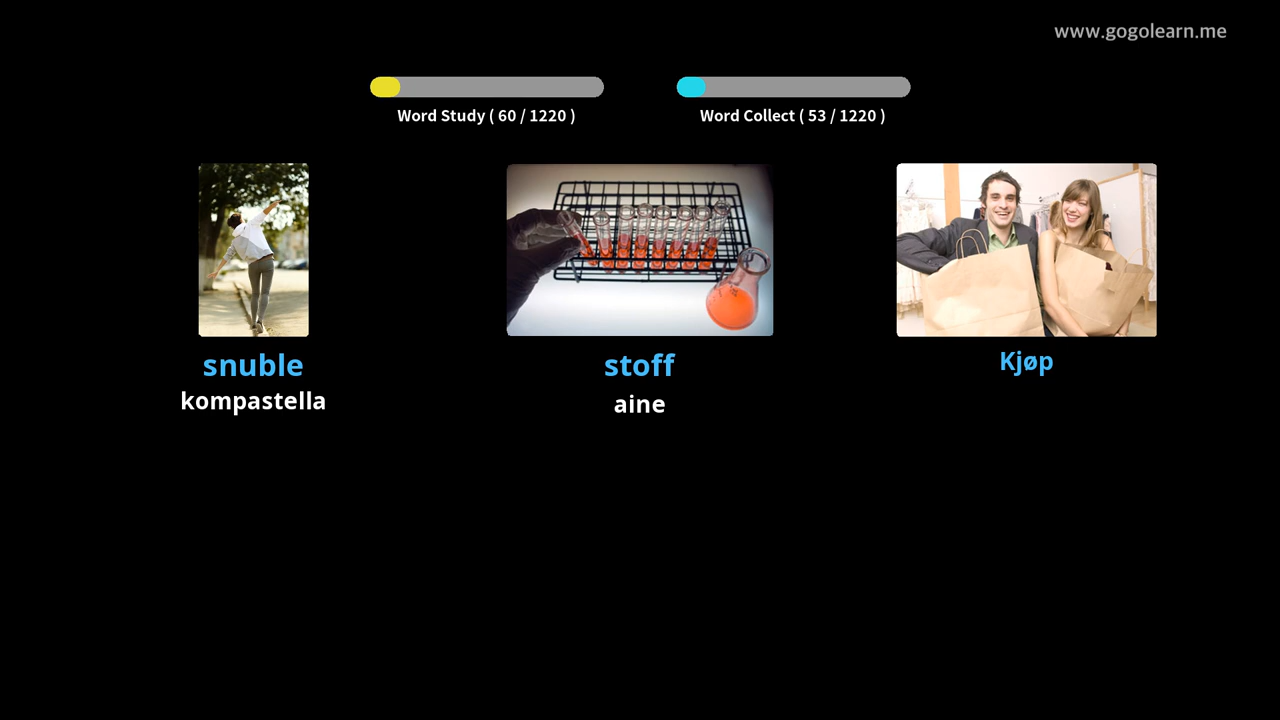 www.gogolearn.me
Word Study ( 60 / 1220 )
Word Collect ( 53 / 1220 )
snuble
kompastella
stoff
aine
Kjøp